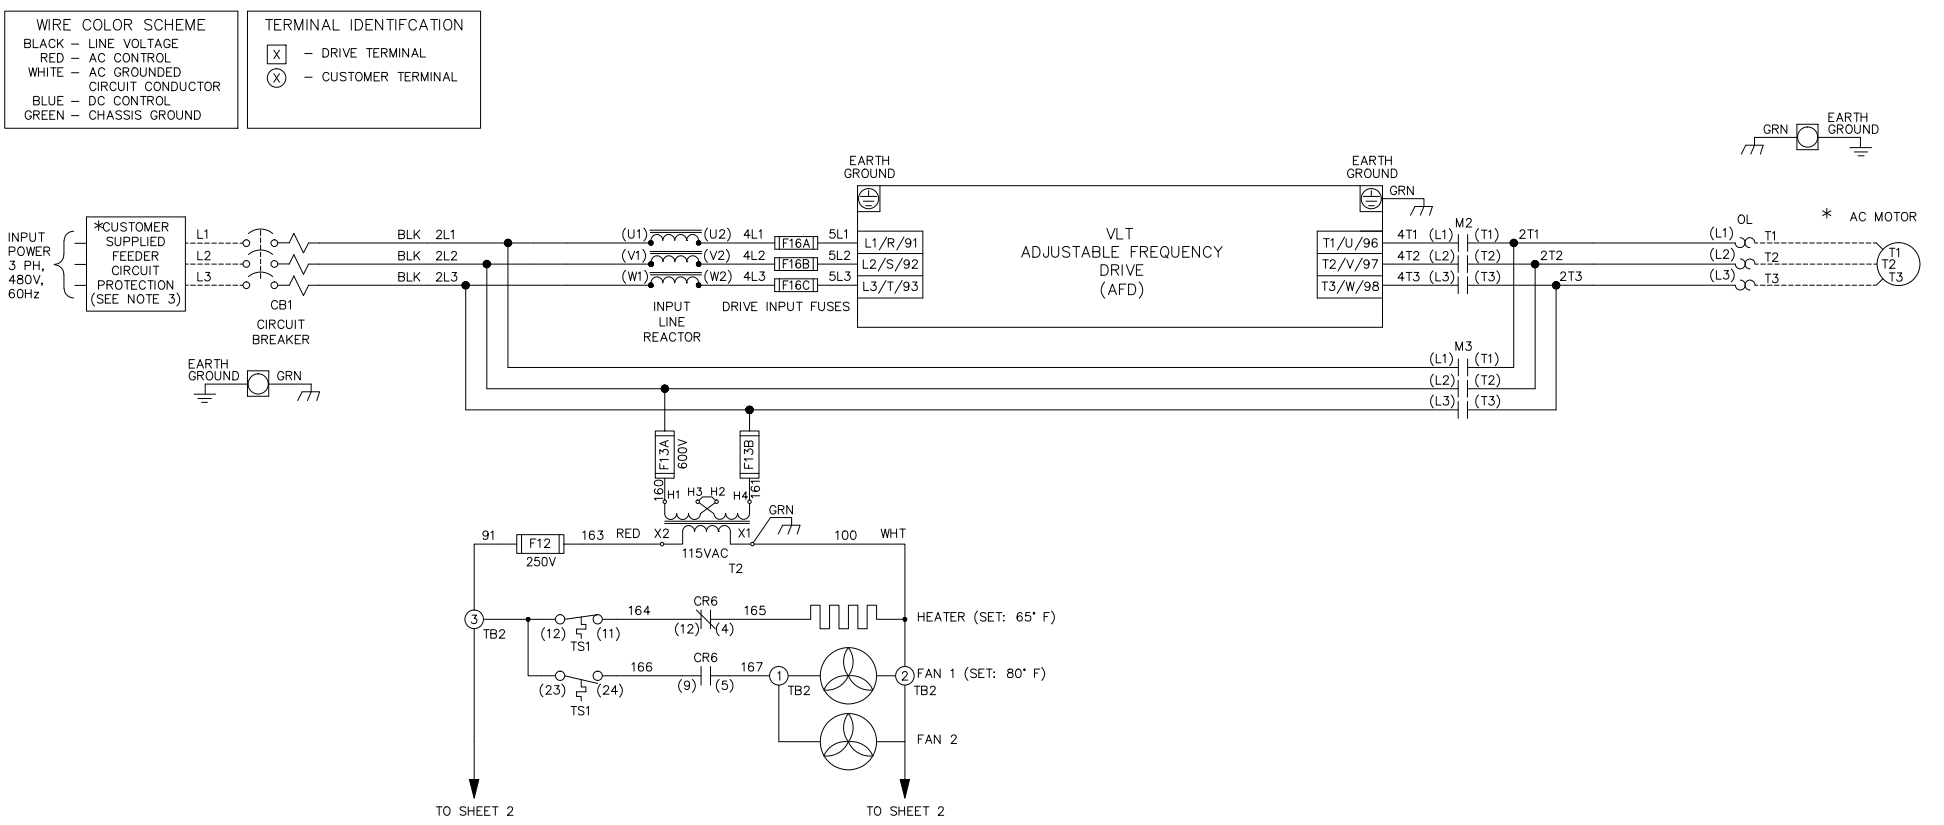 WIRE COLOR SCHEME
BLACK – LINE VOLTAGE
RED – AC CONTROL
WHITE – AC GROUNDED
CIRCUIT CONDUCTOR
BLUE – DC CONTROL
GREEN – CHASSIS GROUND
TERMINAL IDENTIFCATION
X – DRIVE TERMINAL
X – CUSTOMER TERMINAL
EARTH
GROUND
GRN
INPUT
POWER
3 PH,
480V,
60Hz
*CUSTOMER
SUPPLIED
FEEDER
CIRCUIT
PROTECTION
(SEE NOTE 3)
L1
L2
L3
CB1
CIRCUIT
BREAKER
BLK 2L1
BLK 2L2
BLK 2L3
(U1) (U2) 4L1 F16A 5L1
(V1) (V2) 4L2 F16B 5L2
(W1) (W2) 4L3 F16C 5L3
INPUT
LINE
REACTOR
DRIVE INPUT FUSES
EARTH
GROUND
L1/R/91
L2/S/92
L3/T/93
VLT
ADJUSTABLE FREQUENCY
DRIVE
(AFD)
EARTH
GROUND
GRN
T1/U/96
T2/V/97
T3/W/98
M2
4T1 (L1) (T1) 2T1
4T2 (L2) (T2) 2T2
4T3 (L3) (T3) 2T3
OL
(L1) T1
(L2) T2
(L3) T3
* AC MOTOR
T1
T2
T3
M3
(L1) (T1)
(L2) (T2)
(L3) (T3)
EARTH
GROUND
GRN
F13A
600V
F13B
160
161
H1 H3 H2 H4
GRN
91 F12 163 RED X2 X1 100 WHT
250V
115VAC
T2
3
TB2
(12) (11)
TS1
164
CR6
(12) (4)
165
HEATER (SET: 65° F)
(23) (24)
TS1
166
CR6
(9) (5)
167
1
TB2
2
TB2
FAN 1 (SET: 80° F)
FAN 2
TO SHEET 2
TO SHEET 2